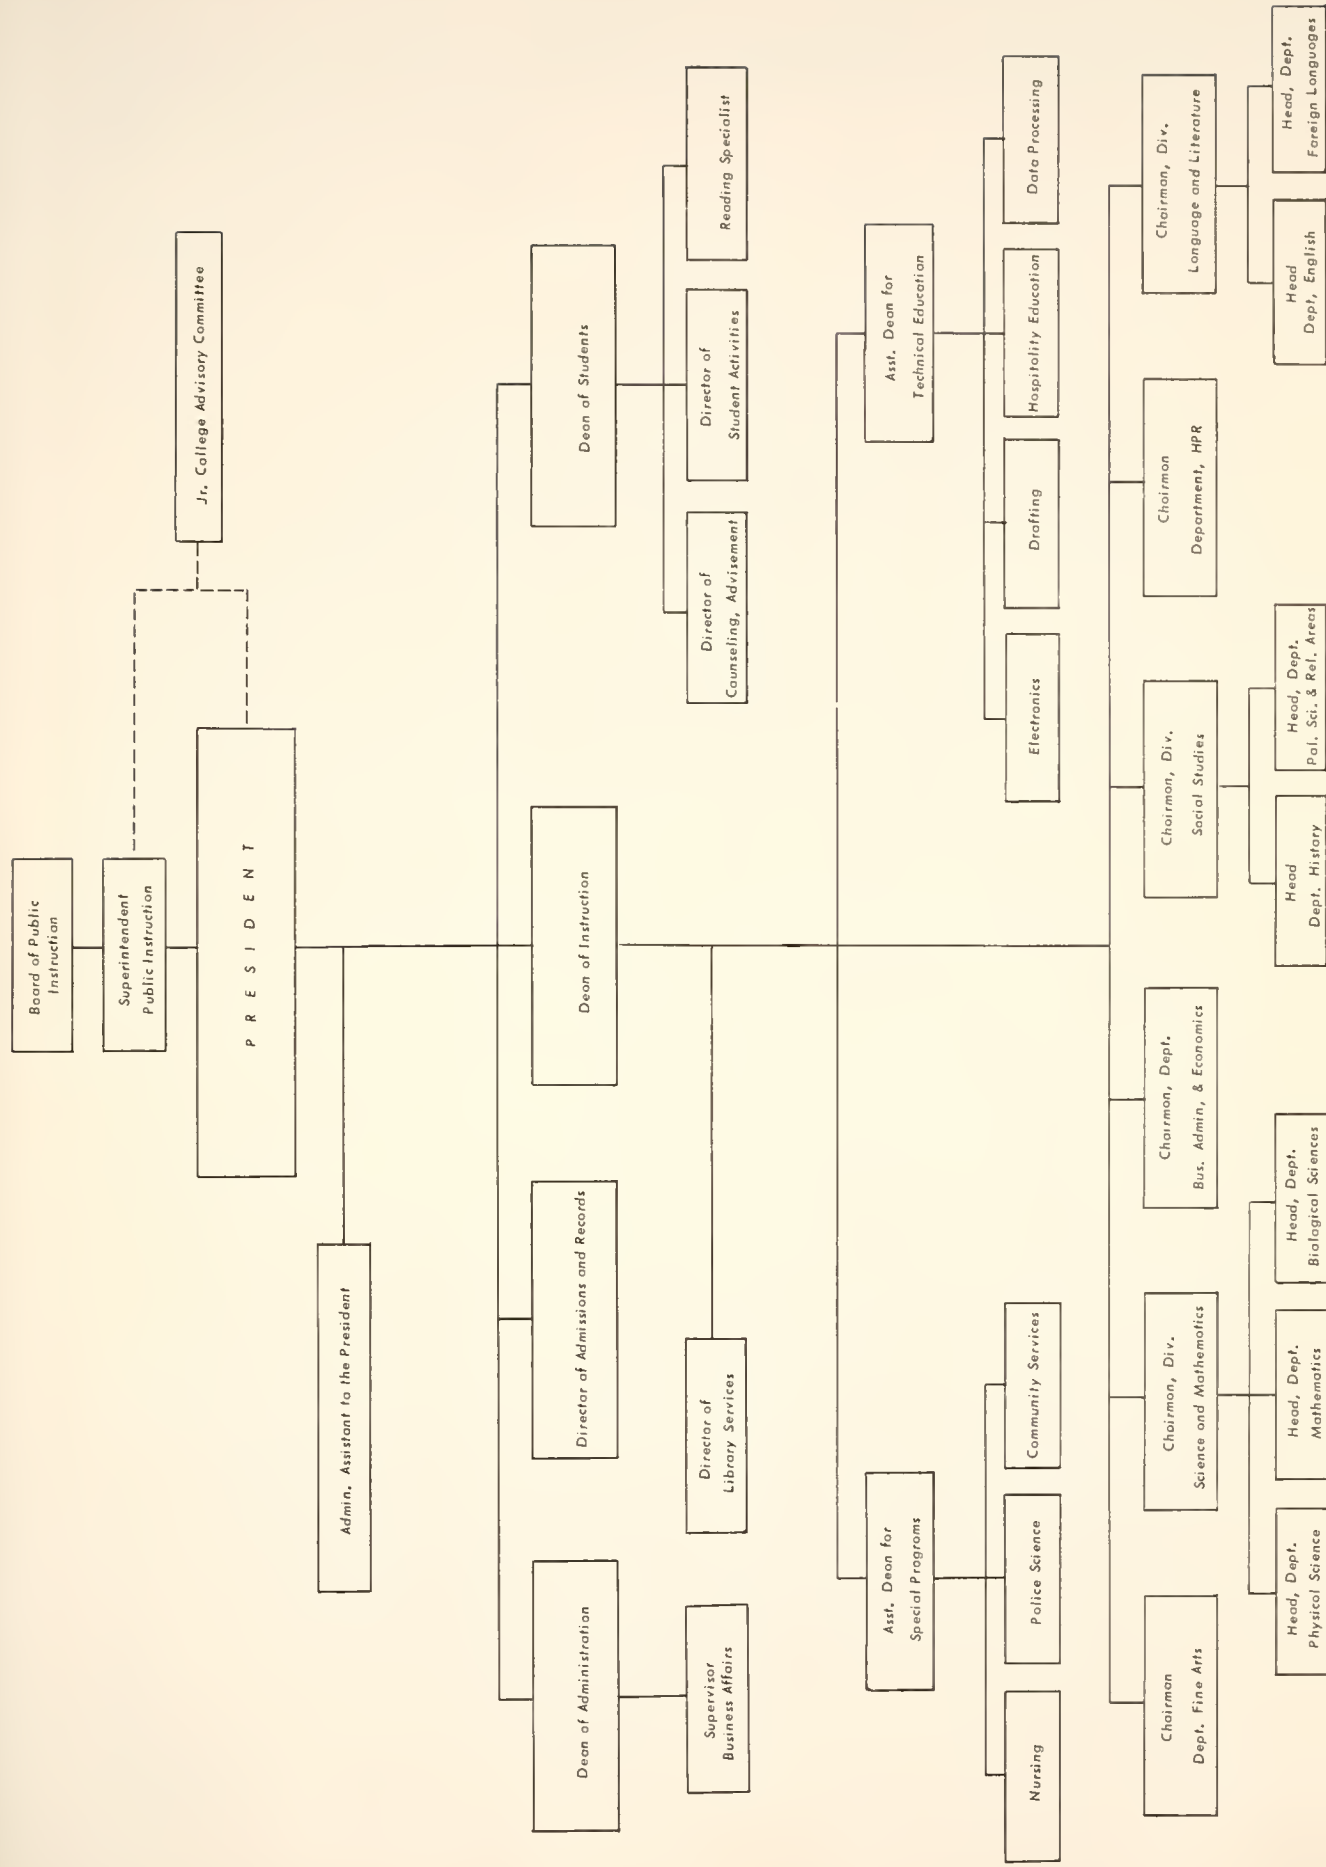 Board of Public
Instruction
Superintendent
Public Instruction
Jr. College Advisory Committee
PRESIDENT
Admin. Assistant to the President
Dean of Administration
Director of Admissions and Records
Dean of Instruction
Dean of Students
Supervisor
Business Affairs
Director of
Library Services
Director of
Counseling, Advisement
Director of
Student Activities
Reading Specialist
Asst. Dean for
Special Programs
Asst. Dean for
Technical Education
Nursing
Police Science
Community Services
Electronics
Drafting
Hospitality Education
Data Processing
Chairman
Dept. Fine Arts
Chairman, Div.
Science and Mathematics
Chairman, Dept.
Bus. Admin, & Economics
Chairman, Div.
Social Studies
Chairman
Department, HPR
Chairman, Div.
Language and Literature
Head, Dept.
Physical Science
Head, Dept.
Mathematics
Head, Dept.
Biological Sciences
Head
Dept. History
Head, Dept.
Pol. Sci. & Rel. Areas
Head
Dept, English
Head, Dept.
Foreign Languages